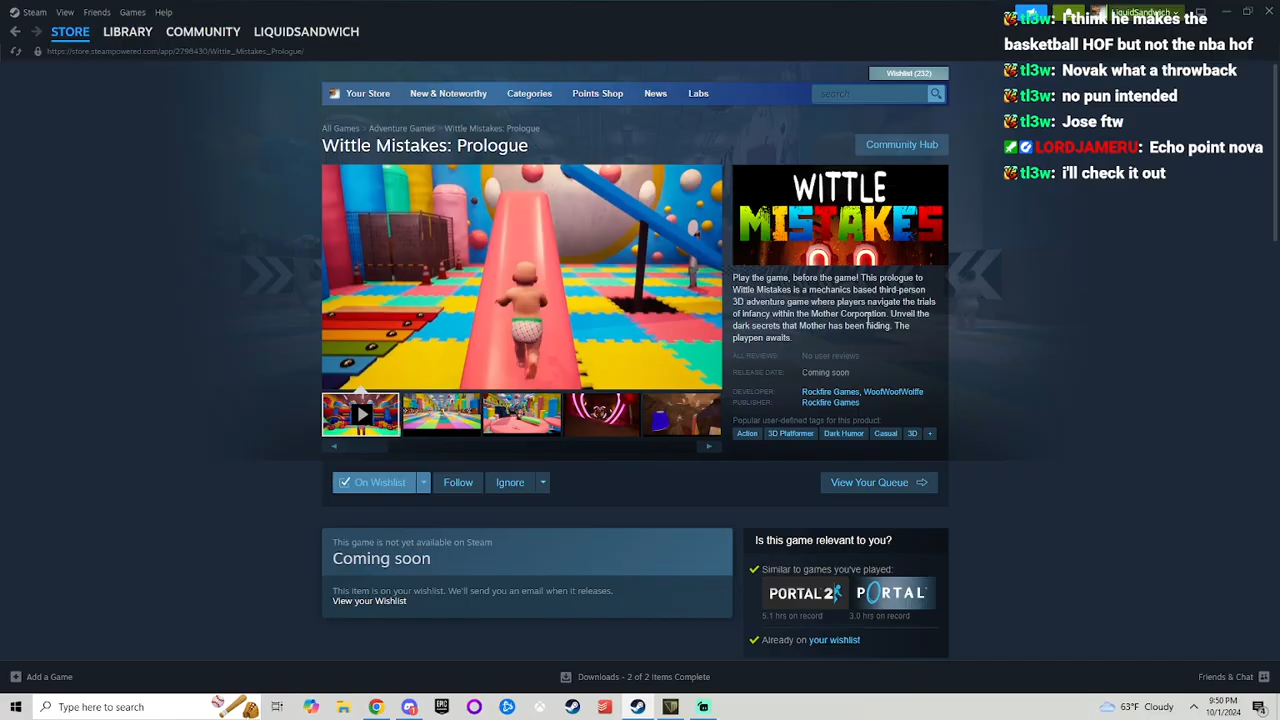 Steam View Friends Games Help
LiquidSandwich
STORE LIBRARY COMMUNITY LIQUIDSANDWICH
https://store.steampowered.com/app/2798430/Wittle_Mistakes_Prologue/
Wishlist (232)
Your Store New & Noteworthy Categories Points Shop News Labs search
All Games > Adventure Games > Wittle Mistakes: Prologue
Wittle Mistakes: Prologue
Community Hub
WITTLE
MISTAKES
Play the game, before the game! This prologue to
Wittle Mistakes is a mechanics based third-person
3D adventure game where players navigate the trials
of infancy within the Mother Corporation. Unveil the
dark secrets that Mother has been hiding. The
playpen awaits.
ALL REVIEWS: No user reviews
RELEASE DATE: Coming soon
DEVELOPER: Rockfire Games, WoofWoofWolffe
PUBLISHER: Rockfire Games
Popular user-defined tags for this product:
Action 3D Platformer Dark Humor Casual 3D +
On Wishlist Follow Ignore View Your Queue
This game is not yet available on Steam
Coming soon
This item is on your wishlist. We'll send you an email when it releases.
View your Wishlist
Is this game relevant to you?
Similar to games you've played:
PORTAL 2 PORTAL
5.1 hrs on record 3.0 hrs on record
Already on your wishlist
tl3w: I think he makes the
basketball HOF but not the nba hof
tl3w: Novak what a throwback
tl3w: no pun intended
tl3w: Jose ftw
LORDJAMERU: Echo point nova
tl3w: i'll check it out
Add a Game Downloads - 2 of 2 Items Complete Friends & Chat
Type here to search
EPIC
63°F Cloudy
9:50 PM
10/1/2024